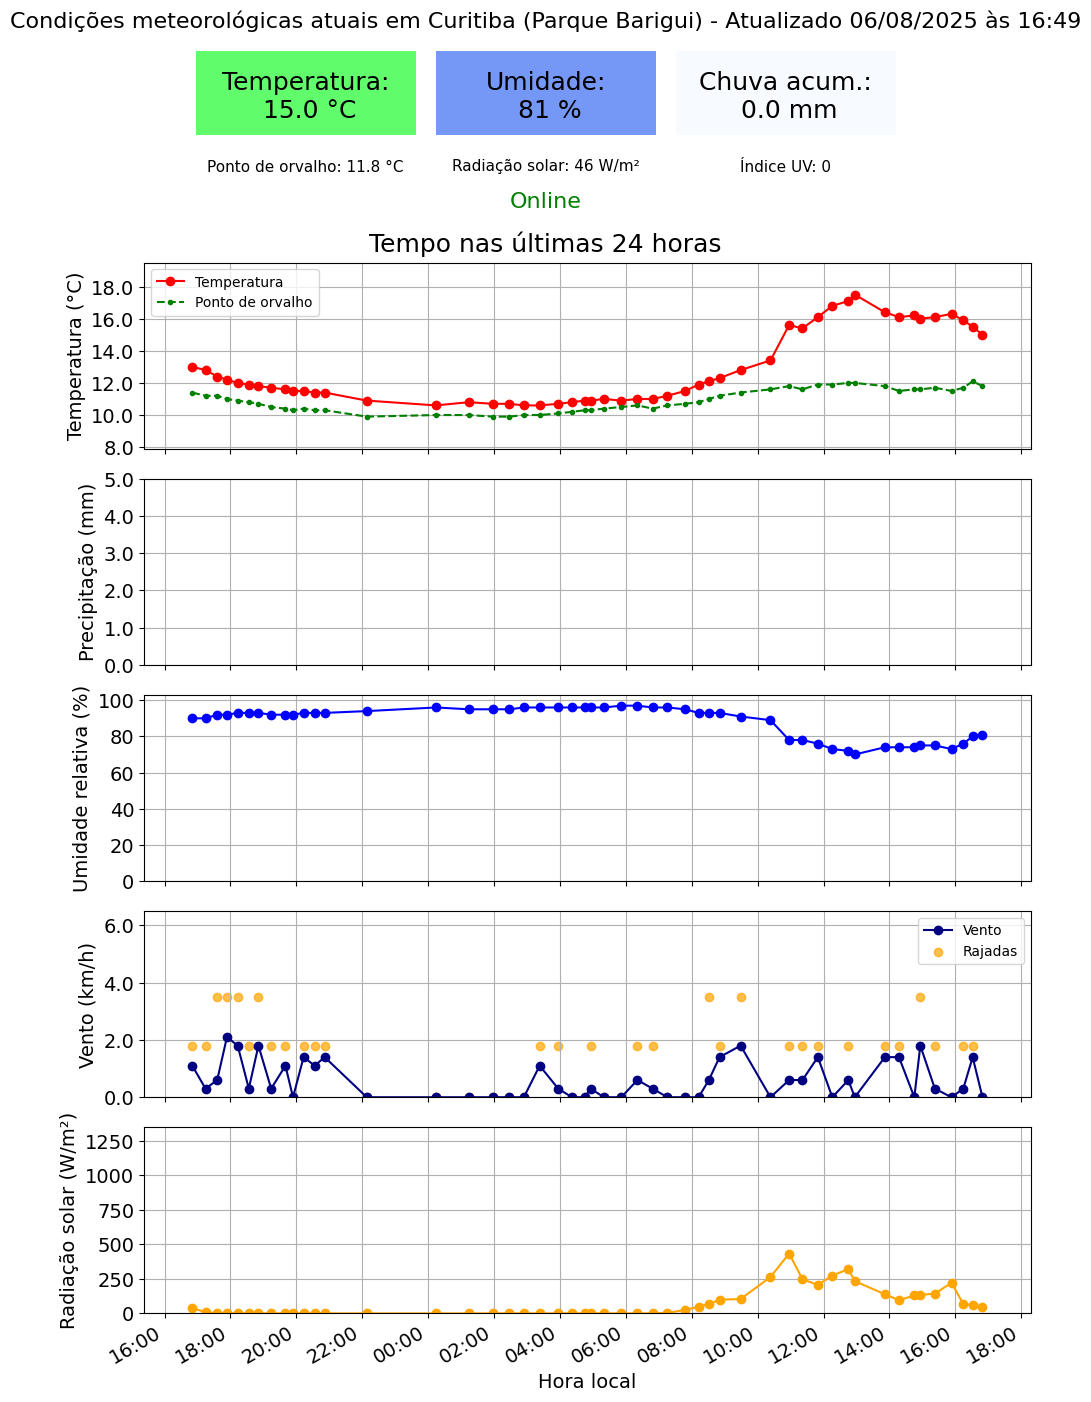 Condições meteorológicas atuais em Curitiba (Parque Barigui) - Atualizado 06/08/2025 às 16:49
Temperatura:
15.0 °C
Umidade:
81 %
Chuva acum.:
0.0 mm
Ponto de orvalho: 11.8 °C
Radiação solar: 46 W/m²
Índice UV: 0
Online
Tempo nas últimas 24 horas
Temperatura (°C)
18.0
16.0
14.0
12.0
10.0
8.0
Temperatura
Ponto de orvalho
Precipitação (mm)
5.0
4.0
3.0
2.0
1.0
0.0
Umidade relativa (%)
100
80
60
40
20
0
Vento (km/h)
6.0
4.0
2.0
0.0
Vento
Rajadas
Radiação solar (W/m²)
1250
1000
750
500
250
0
16:00
18:00
20:00
22:00
00:00
02:00
04:00
06:00
08:00
10:00
12:00
14:00
16:00
18:00
Hora local